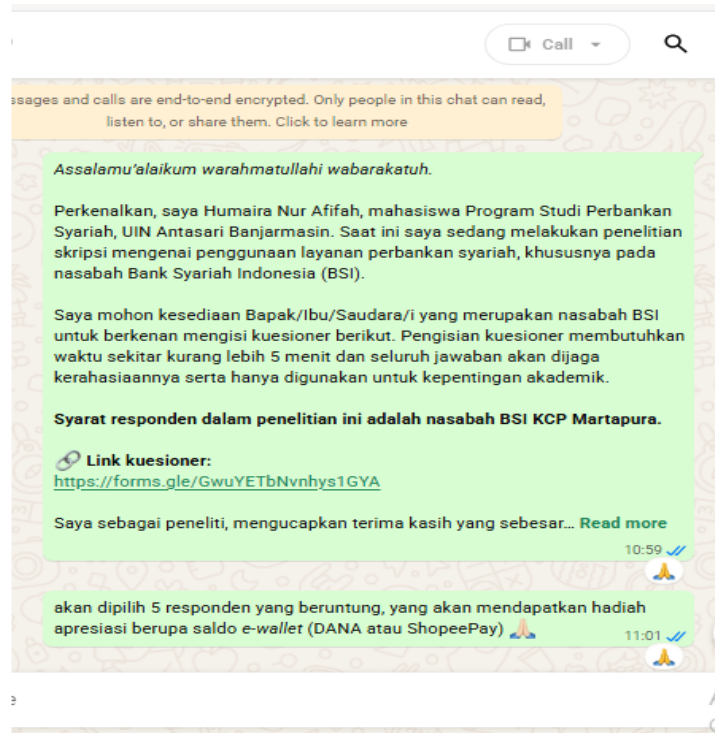 Call
ssages and calls are end-to-end encrypted. Only people in this chat can read,
listen to, or share them. Click to learn more
Assalamu'alaikum warahmatullahi wabarakatuh.
Perkenalkan, saya Humaira Nur Afifah, mahasiswa Program Studi Perbankan
Syariah, UIN Antasari Banjarmasin. Saat ini saya sedang melakukan penelitian
skripsi mengenai penggunaan layanan perbankan syariah, khususnya pada
nasabah Bank Syariah Indonesia (BSI).
Saya mohon kesediaan Bapak/Ibu/Saudara/i yang merupakan nasabah BSI
untuk berkenan mengisi kuesioner berikut. Pengisian kuesioner membutuhkan
waktu sekitar kurang lebih 5 menit dan seluruh jawaban akan dijaga
kerahasiaannya serta hanya digunakan untuk kepentingan akademik.
Syarat responden dalam penelitian ini adalah nasabah BSI KCP Martapura.
🔗 Link kuesioner:
https://forms.gle/GwuYETbNvnhys1GYA
Saya sebagai peneliti, mengucapkan terima kasih yang sebesar... Read more
10:59
🙏
akan dipilih 5 responden yang beruntung, yang akan mendapatkan hadiah
apresiasi berupa saldo e-wallet (DANA atau ShopeePay) 🙏🏻
11:01
🙏
e